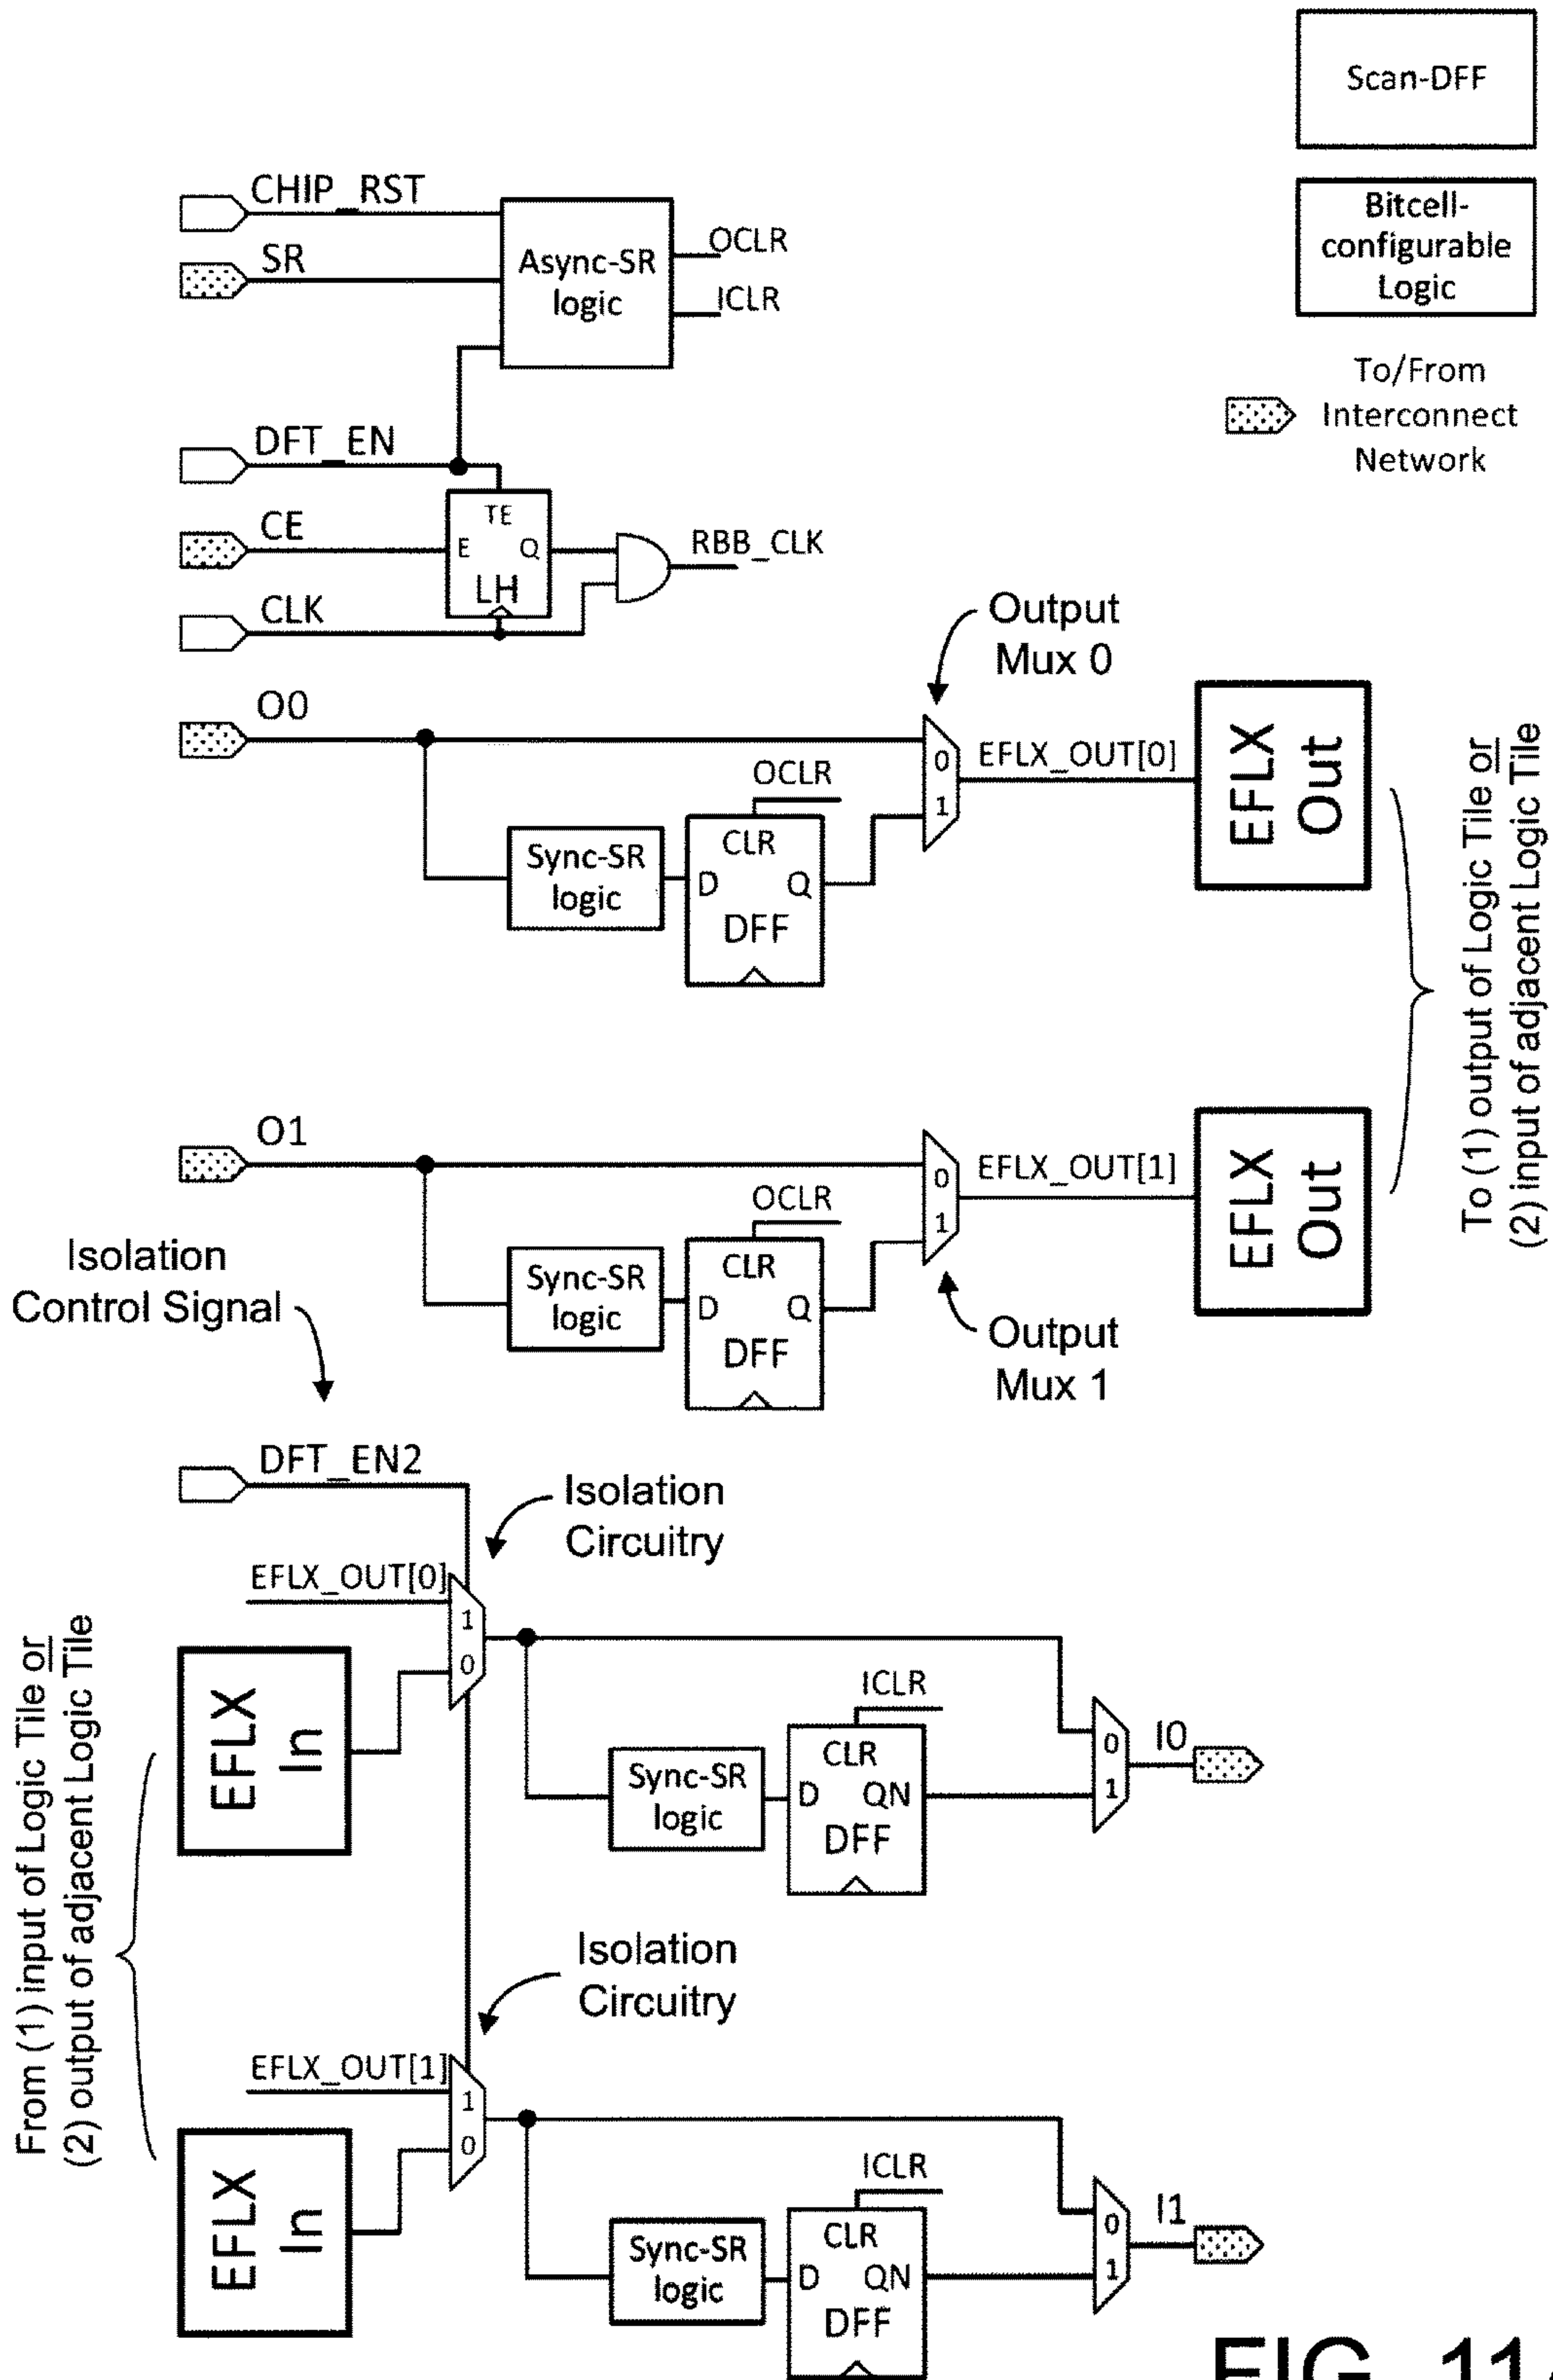 Scan-DFF
Bitcell-
configurable
Logic
To/From
Interconnect
Network
CHIP_RST
SR
Async-SR
logic
OCLR
ICLR
DFT_EN
CE
CLK
TE
E
Q
LH
RBB_CLK
Output
Mux 0
O0
OCLR
Sync-SR
logic
CLR
D
Q
DFF
0
1
EFLX_OUT[0]
EFLX
Out
To (1) output of Logic Tile or
(2) input of adjacent Logic Tile
O1
OCLR
Sync-SR
logic
CLR
D
Q
DFF
0
1
EFLX_OUT[1]
EFLX
Out
Output
Mux 1
Isolation
Control Signal
DFT_EN2
Isolation
Circuitry
EFLX_OUT[0]
1
0
EFLX
In
From (1) input of Logic Tile or
(2) output of adjacent Logic Tile
ICLR
Sync-SR
logic
CLR
D
QN
DFF
0
1
I0
Isolation
Circuitry
EFLX_OUT[1]
1
0
EFLX
In
ICLR
Sync-SR
logic
CLR
D
QN
DFF
0
1
I1
FIG. 11